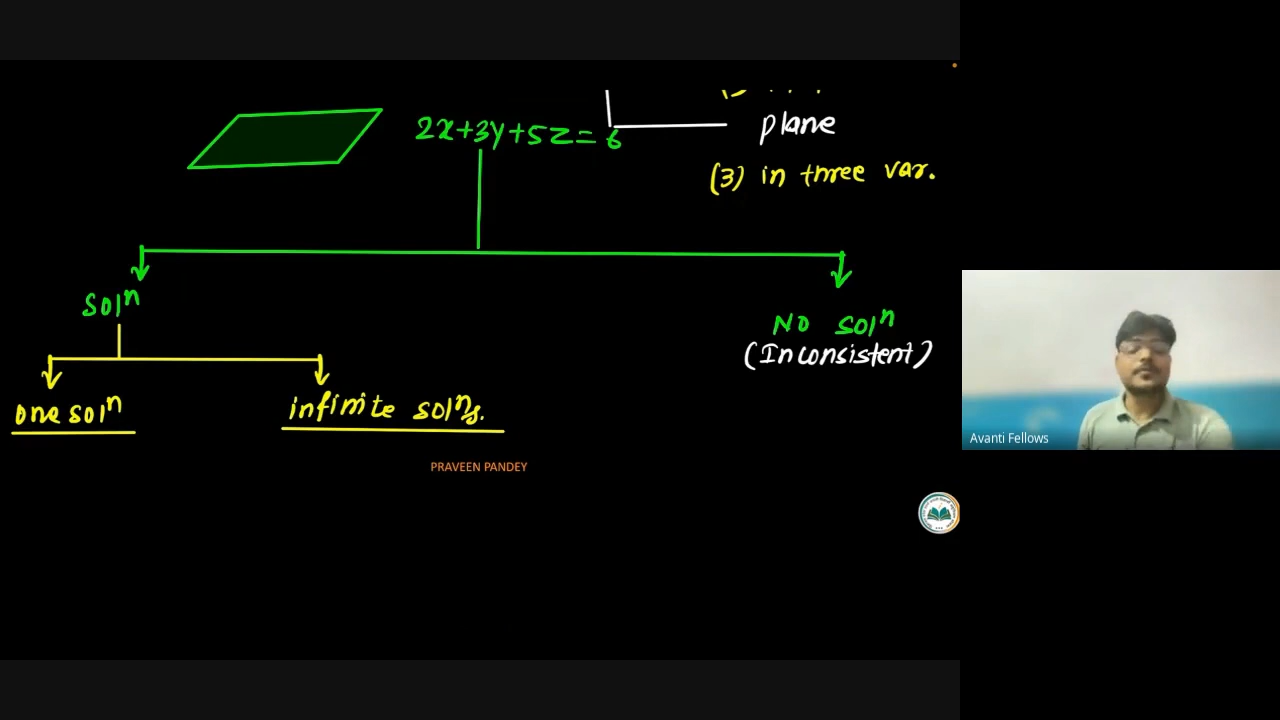 2x+3y+5z=6
plane
(3) in three var.
Solⁿ
No solⁿ
(Inconsistent)
one solⁿ
infinite solⁿs.
PRAVEEN PANDEY
Avanti Fellows